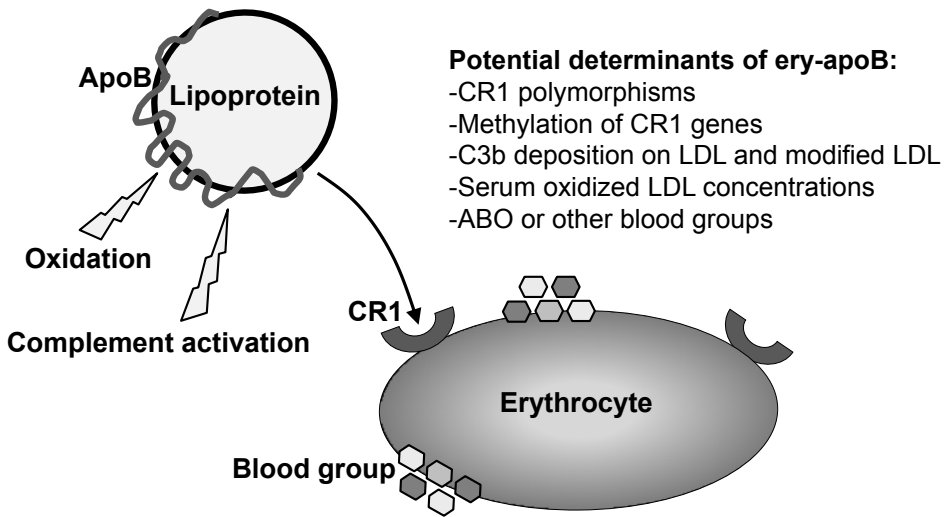 ApoB
Lipoprotein
Oxidation
Complement activation
Potential determinants of ery-apoB:
-CR1 polymorphisms
-Methylation of CR1 genes
-C3b deposition on LDL and modified LDL
-Serum oxidized LDL concentrations
-ABO or other blood groups
CR1
Erythrocyte
Blood group